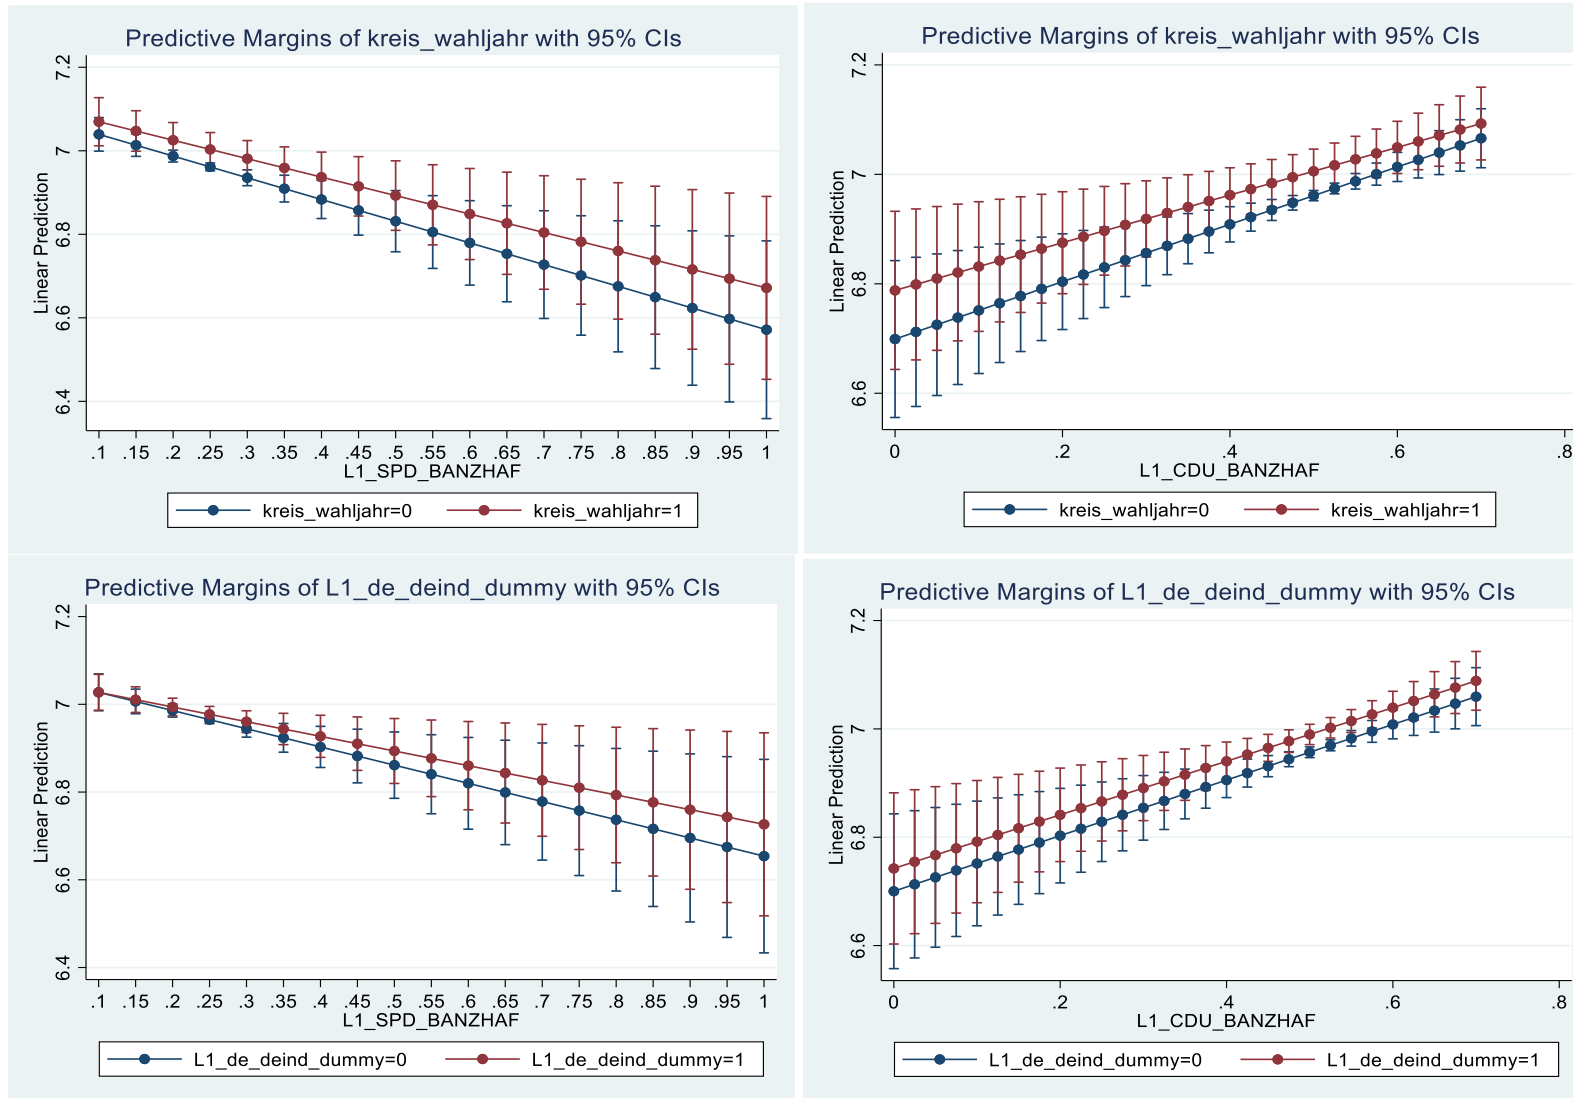 Predictive Margins of kreis_wahljahr with 95% CIs
7.2
7
6.8
6.6
6.4
Linear Prediction
.1 .15 .2 .25 .3 .35 .4 .45 .5 .55 .6 .65 .7 .75 .8 .85 .9 .95 1
L1_SPD_BANZHAF
kreis_wahljahr=0 kreis_wahljahr=1
Predictive Margins of kreis_wahljahr with 95% CIs
7.2
7
6.8
6.6
Linear Prediction
0 .2 .4 .6 .8
L1_CDU_BANZHAF
kreis_wahljahr=0 kreis_wahljahr=1
Predictive Margins of L1_de_deind_dummy with 95% CIs
7.2
7
6.8
6.6
6.4
Linear Prediction
.1 .15 .2 .25 .3 .35 .4 .45 .5 .55 .6 .65 .7 .75 .8 .85 .9 .95 1
L1_SPD_BANZHAF
L1_de_deind_dummy=0 L1_de_deind_dummy=1
Predictive Margins of L1_de_deind_dummy with 95% CIs
7.2
7
6.8
6.6
Linear Prediction
0 .2 .4 .6 .8
L1_CDU_BANZHAF
L1_de_deind_dummy=0 L1_de_deind_dummy=1